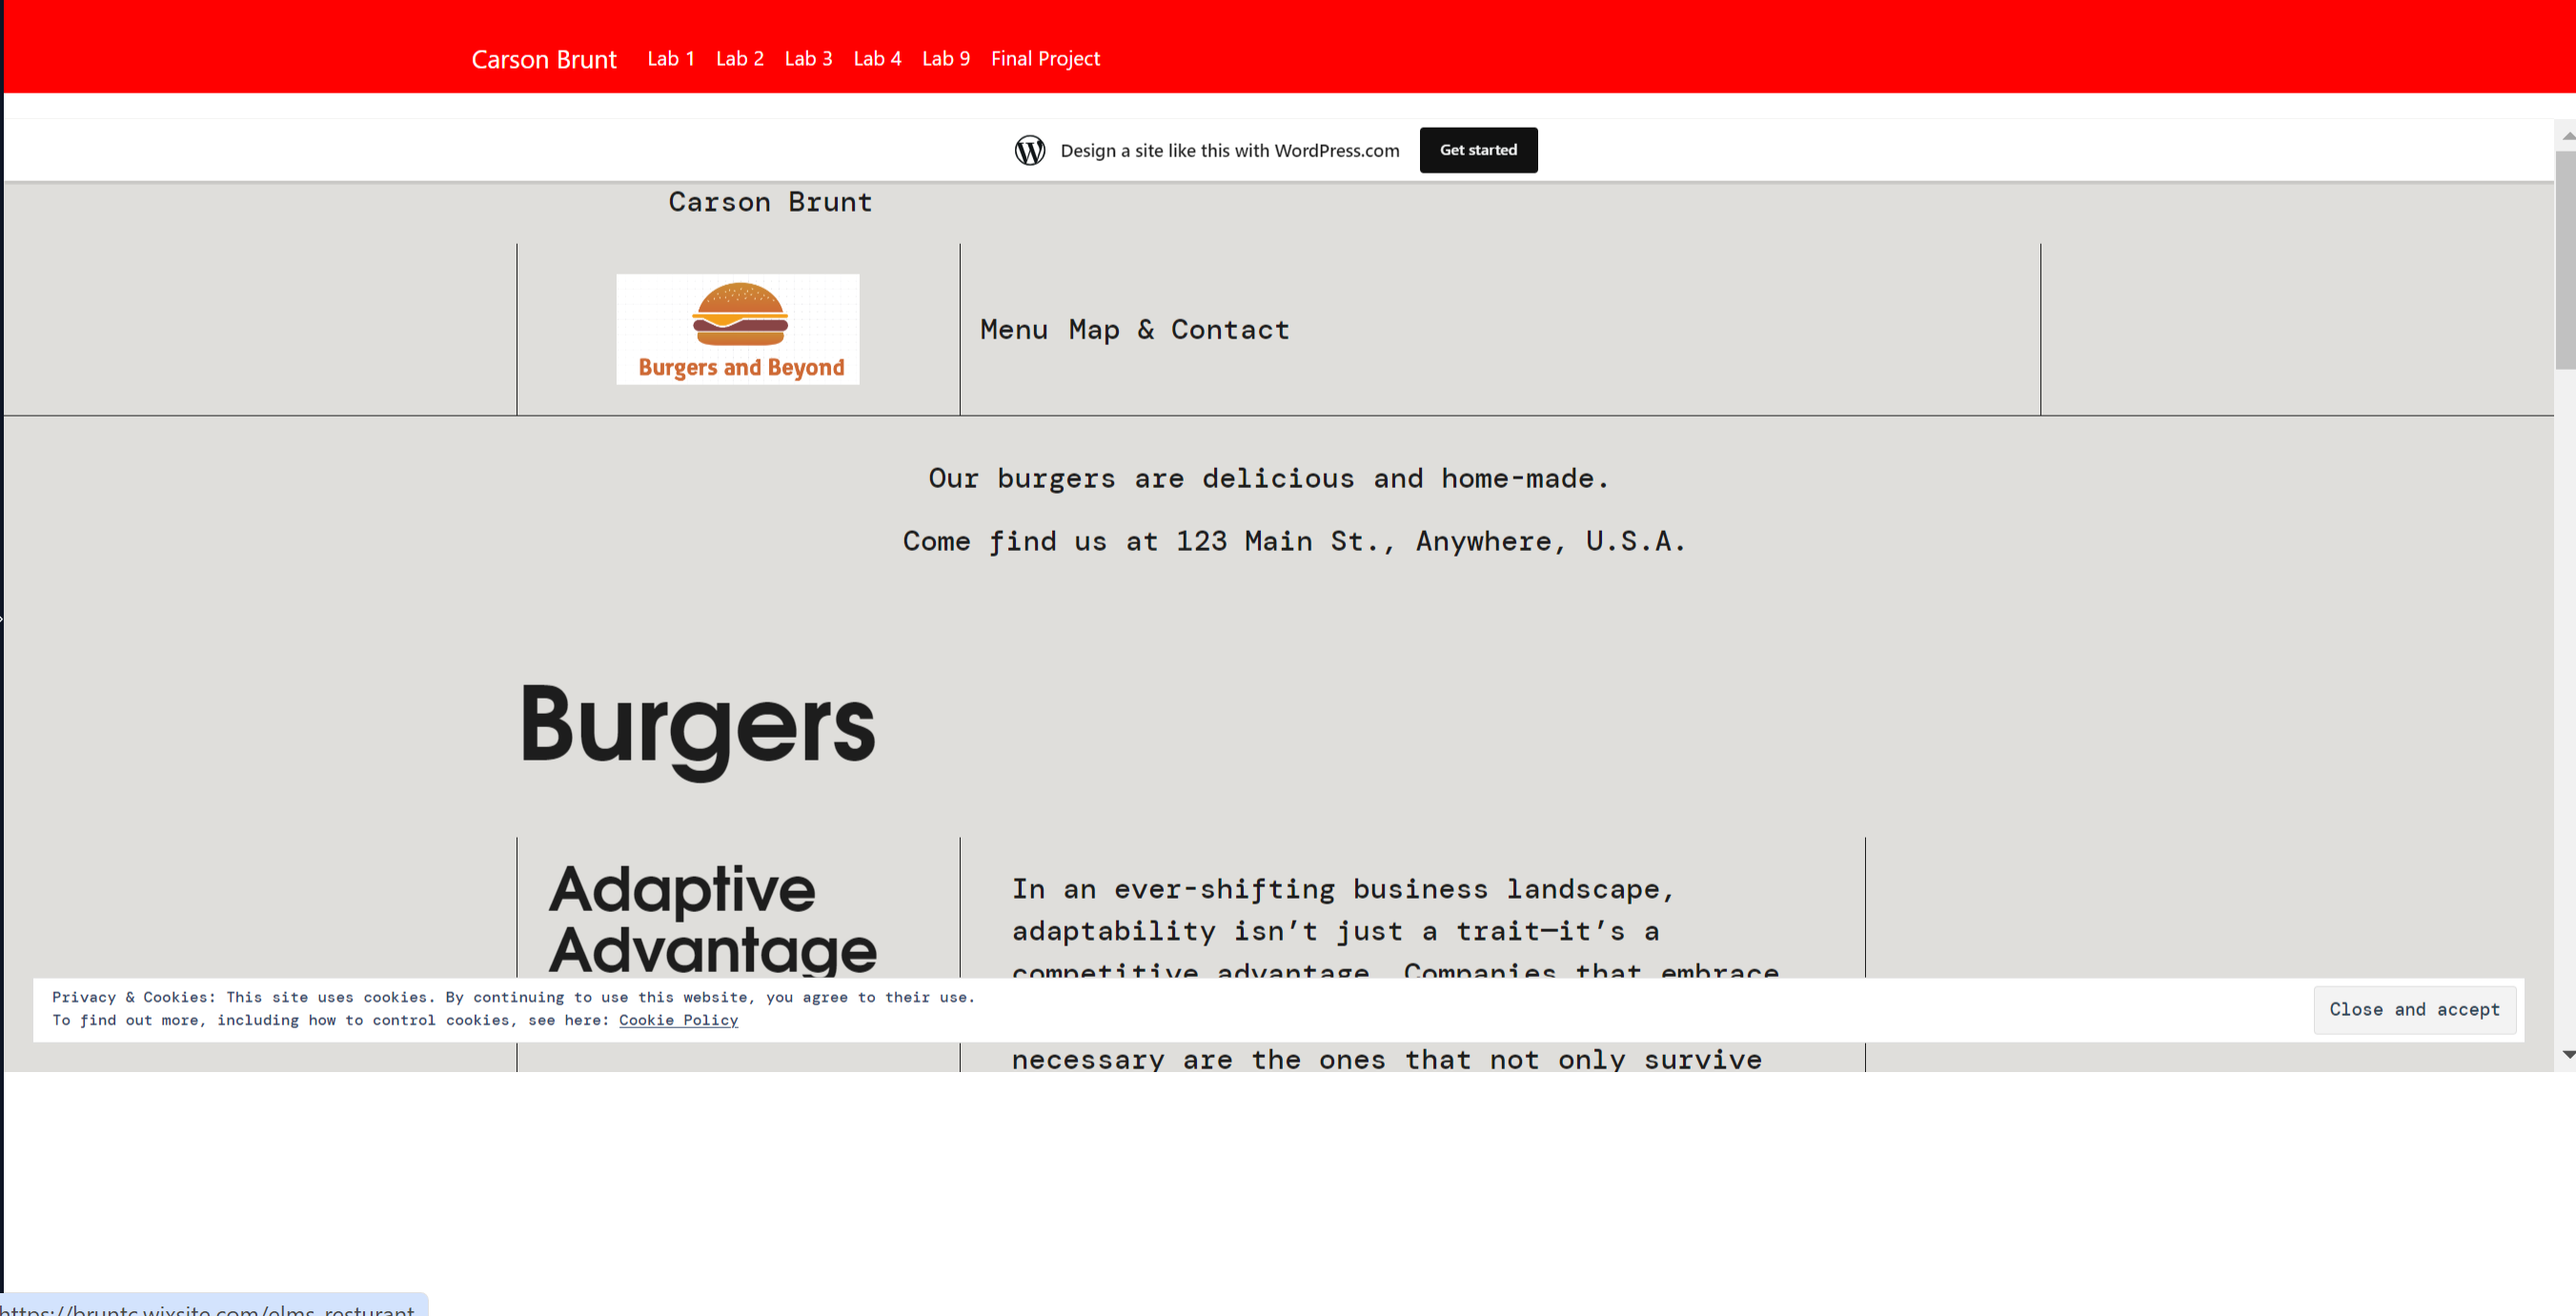 Carson Brunt Lab 1 Lab 2 Lab 3 Lab 4 Lab 9 Final Project
Design a site like this with WordPress.com Get started
Carson Brunt
Burgers and Beyond
Menu Map & Contact
Our burgers are delicious and home-made.
Come find us at 123 Main St., Anywhere, U.S.A.
Burgers
Adaptive
Advantage
In an ever-shifting business landscape,
adaptability isn’t just a trait—it’s a
competitive advantage. Companies that embrace
Privacy & Cookies: This site uses cookies. By continuing to use this website, you agree to their use.
To find out more, including how to control cookies, see here: Cookie Policy
Close and accept
necessary are the ones that not only survive
https://bruntc.wixsite.com/elms_resturant